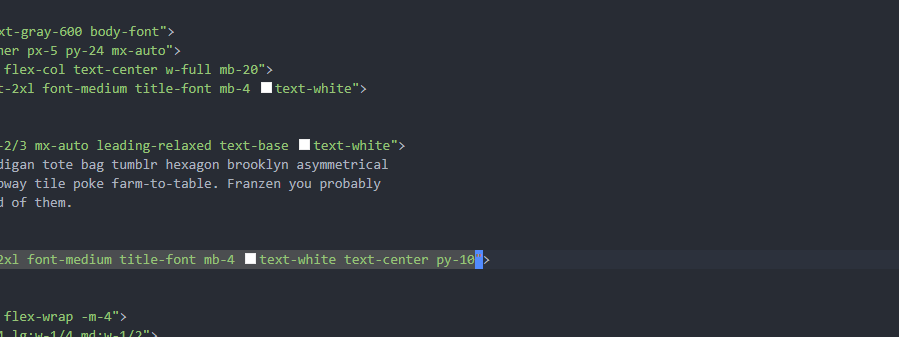 xt-gray-600 body-font">
ner px-5 py-24 mx-auto">
flex-col text-center w-full mb-20">
t-2xl font-medium title-font mb-4 text-white">
-2/3 mx-auto leading-relaxed text-base text-white">
digan tote bag tumblr hexagon brooklyn asymmetrical
oway tile poke farm-to-table. Franzen you probably
d of them.
2xl font-medium title-font mb-4 text-white text-center py-10">
flex-wrap -m-4">
4 lg:w-1/4 md:w-1/2">